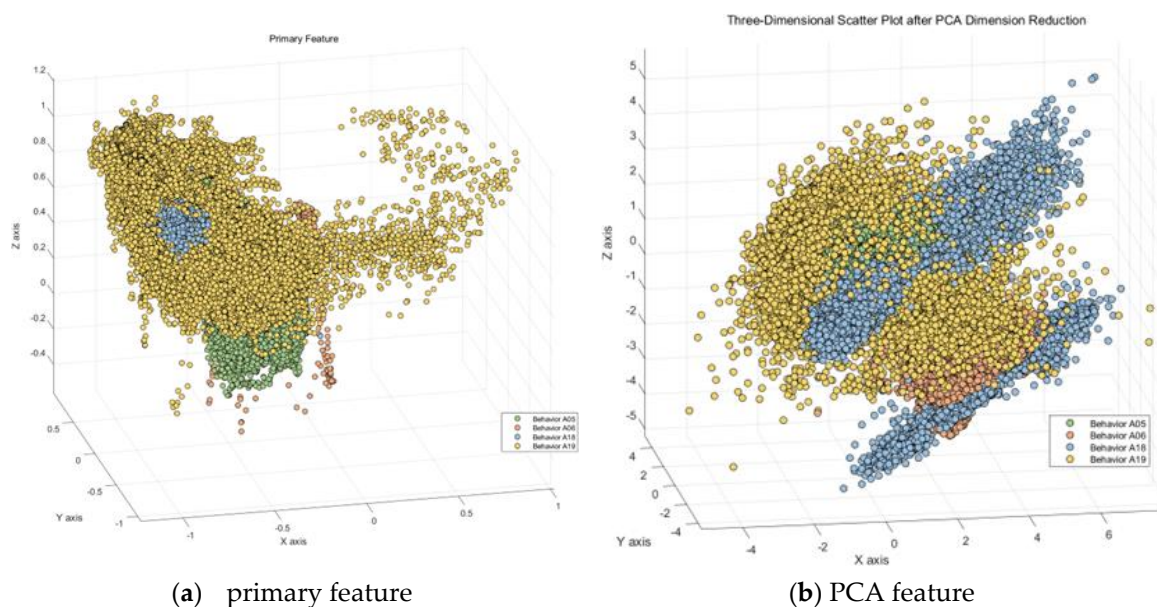 Primary Feature
1.2
1
0.8
0.6
0.4
0.2
0
-0.2
-0.4
Z axis
0.5
0
-0.5
-1
Y axis
-1
-0.5
0
0.5
1
X axis
Behavior A05
Behavior A06
Behavior A18
Behavior A19
(a) primary feature
Three-Dimensional Scatter Plot after PCA Dimension Reduction
5
4
3
2
1
0
-1
-2
-3
-4
-5
Z axis
4
2
0
-2
-4
Y axis
-4
-2
0
2
4
6
X axis
Behavior A05
Behavior A06
Behavior A18
Behavior A19
(b) PCA feature